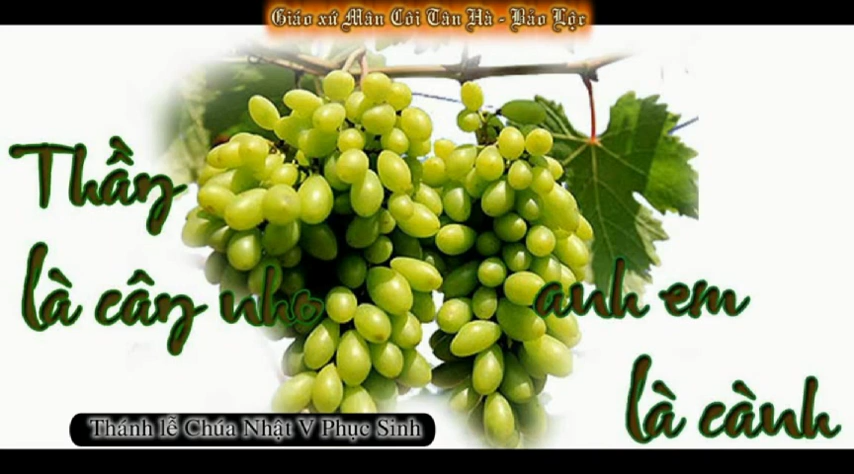 Giáo xứ Mân Côi Tân Hà - Bảo Lộc
Thầy
là cây nho
anh em
là cành
Thánh lễ Chúa Nhật V Phục Sinh